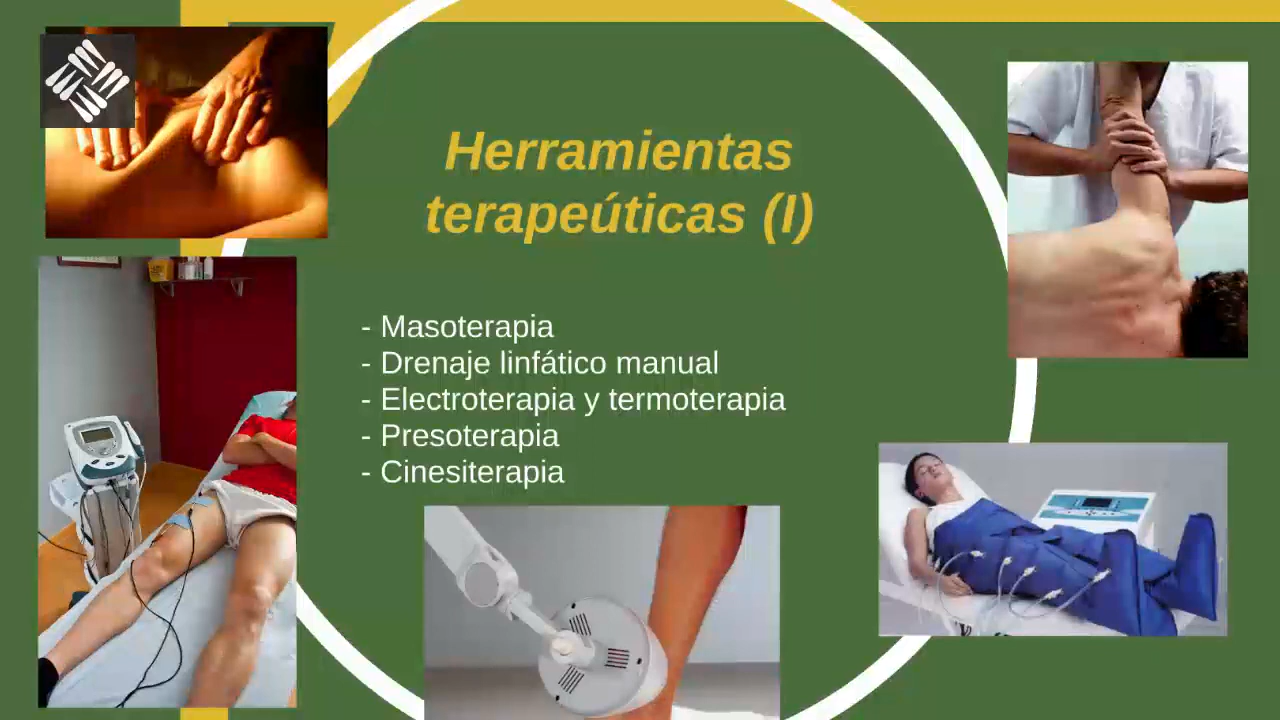 Herramientas
terapeúticas (I)
- Masoterapia
- Drenaje linfático manual
- Electroterapia y termoterapia
- Presoterapia
- Cinesiterapia